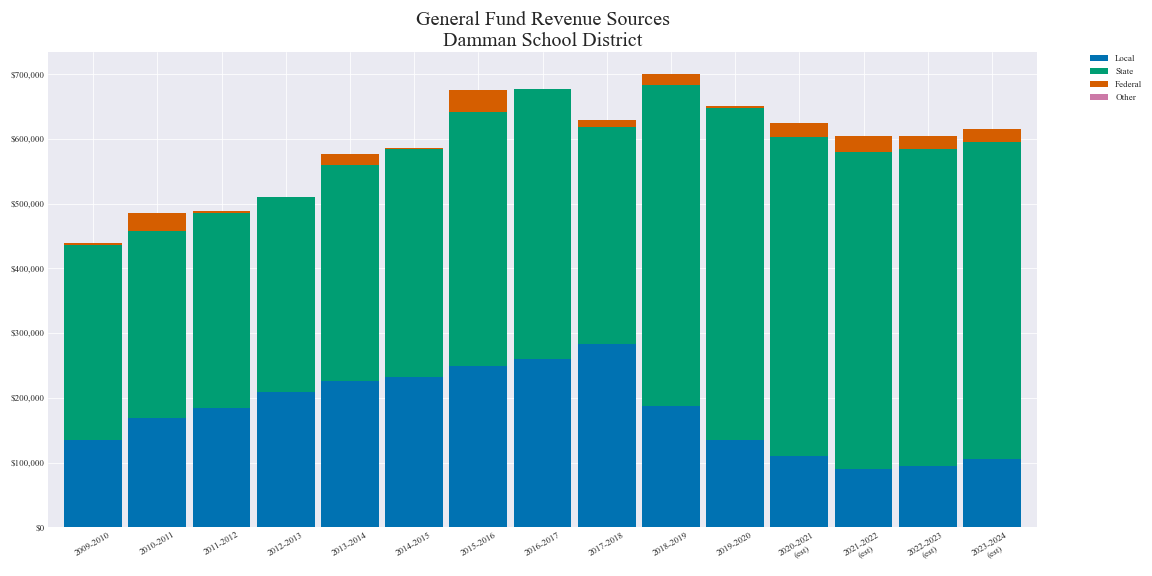 General Fund Revenue Sources
Damman School District
Local
State
Federal
Other
$700,000
$600,000
$500,000
$400,000
$300,000
$200,000
$100,000
$0
2009-2010
2010-2011
2011-2012
2012-2013
2013-2014
2014-2015
2015-2016
2016-2017
2017-2018
2018-2019
2019-2020
2020-2021
(est)
2021-2022
(est)
2022-2023
(est)
2023-2024
(est)